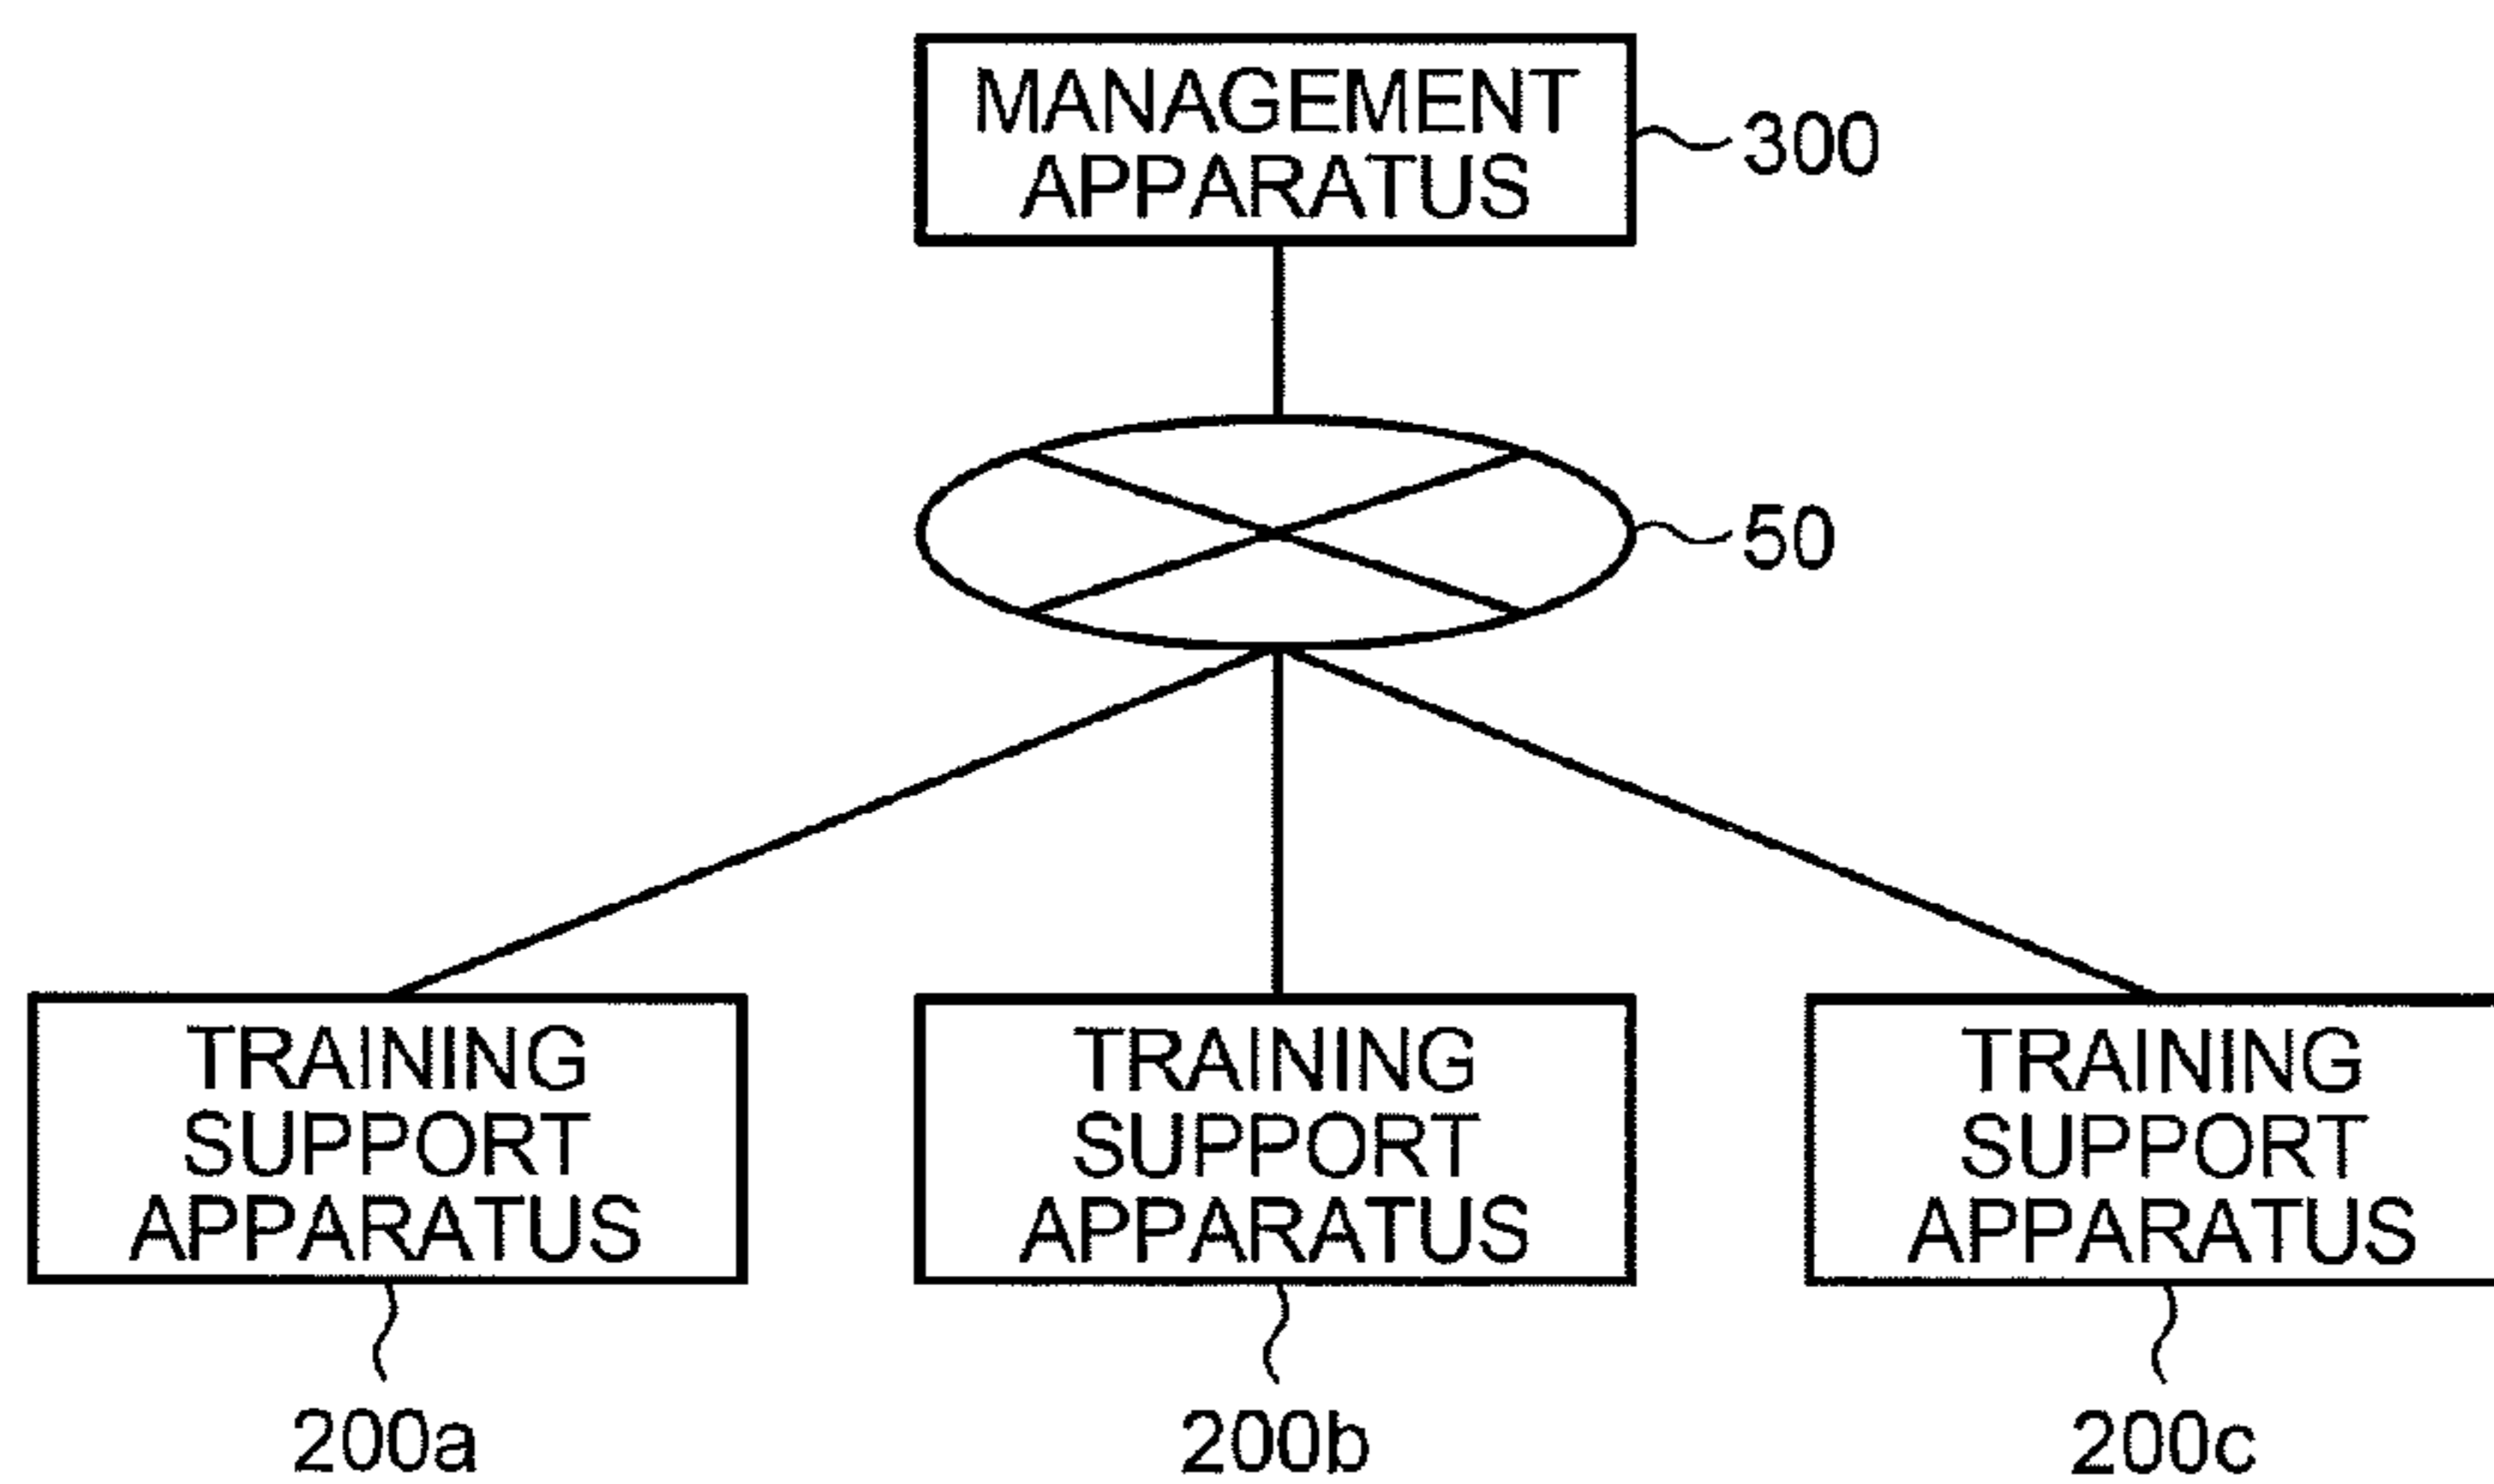 MANAGEMENT
APPARATUS
300
50
TRAINING
SUPPORT
APPARATUS
200a
TRAINING
SUPPORT
APPARATUS
200b
TRAINING
SUPPORT
APPARATUS
200c